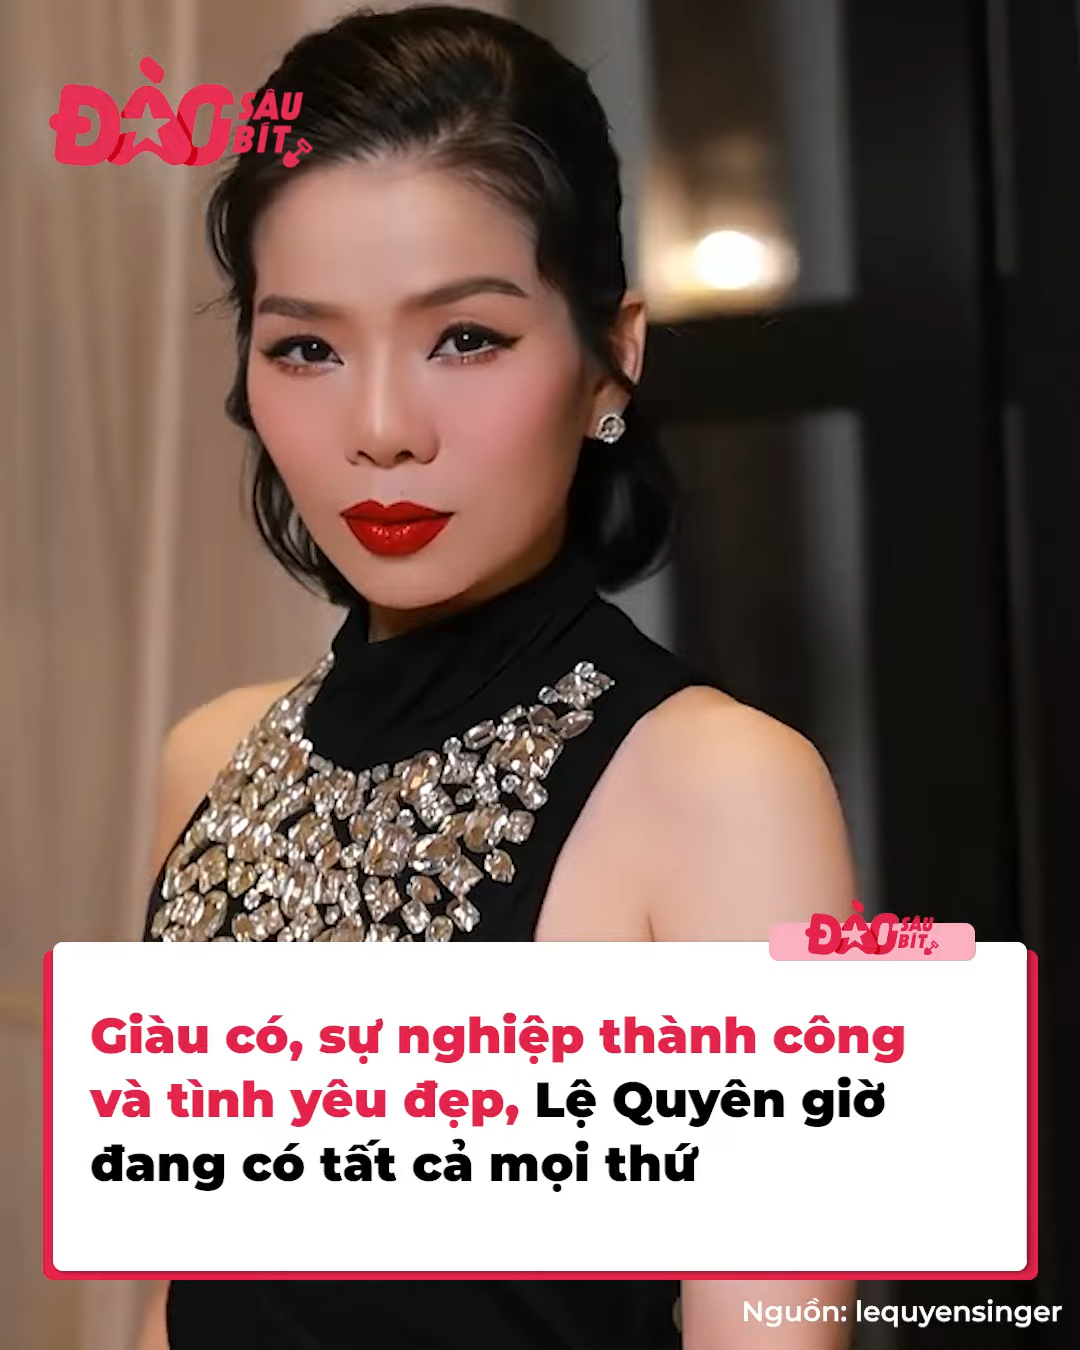 ĐÀO SÂU
BÍT
ĐÀO SÂU
BÍT
Giàu có, sự nghiệp thành công
và tình yêu đẹp, Lệ Quyên giờ
đang có tất cả mọi thứ
Nguồn: lequyensinger